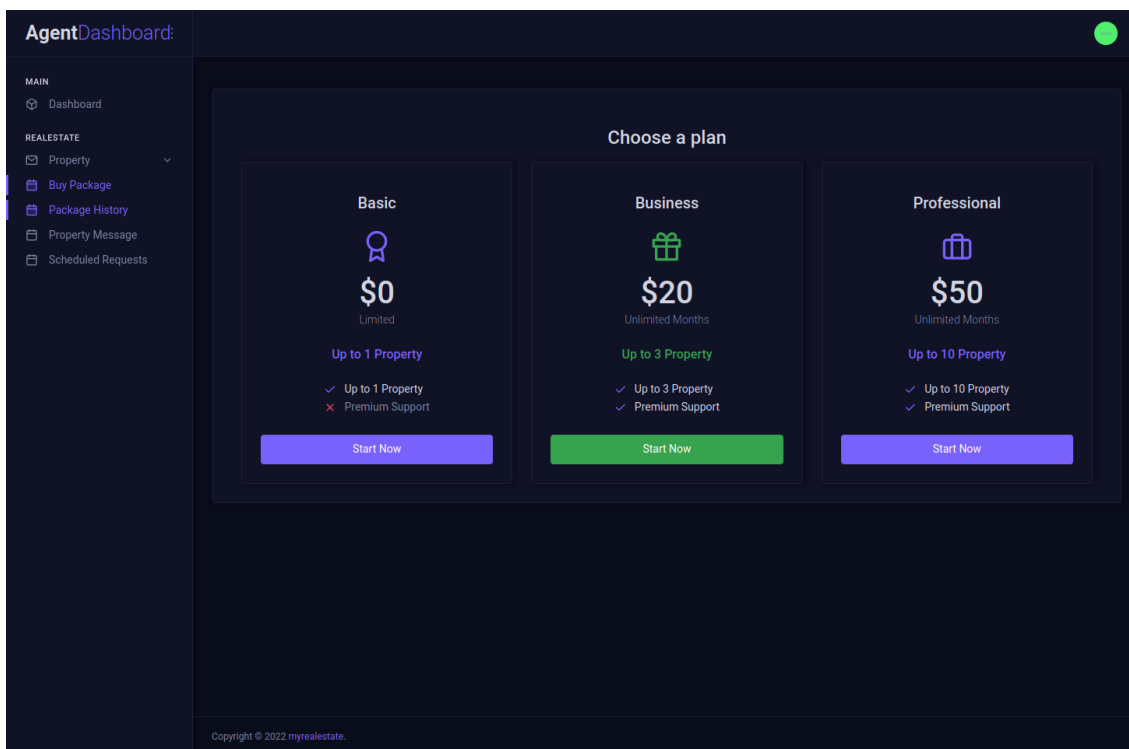 AgentDashboard
MAIN
Dashboard
REALESTATE
Property
Buy Package
Package History
Property Message
Scheduled Requests
Choose a plan
Basic
$0
Limited
Up to 1 Property
Up to 1 Property
Premium Support
Start Now
Business
$20
Unlimited Months
Up to 3 Property
Up to 3 Property
Premium Support
Start Now
Professional
$50
Unlimited Months
Up to 10 Property
Up to 10 Property
Premium Support
Start Now
Copyright © 2022 myrealestate.